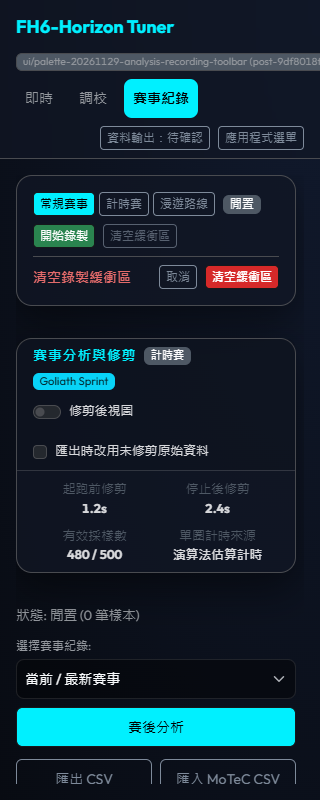 FH6-Horizon Tuner
ui/palette-20261129-analysis-recording-toolbar (post-9df8018f
即時 調校 賽事紀錄
資料輸出：待確認 應用程式選單
常規賽事 計時賽 漫遊路線 閒置
開始錄製 清空緩衝區
清空錄製緩衝區 取消 清空緩衝區
賽事分析與修剪 計時賽
Goliath Sprint
修剪後視圖
匯出時改用未修剪原始資料
起跑前修剪 停止後修剪
1.2s 2.4s
有效採樣數 單圈計時來源
480 / 500 演算法估算計時
狀態: 閒置 (0 筆樣本)
選擇賽事紀錄:
當前 / 最新賽事
賽後分析
匯出 CSV 匯入 MoTeC CSV